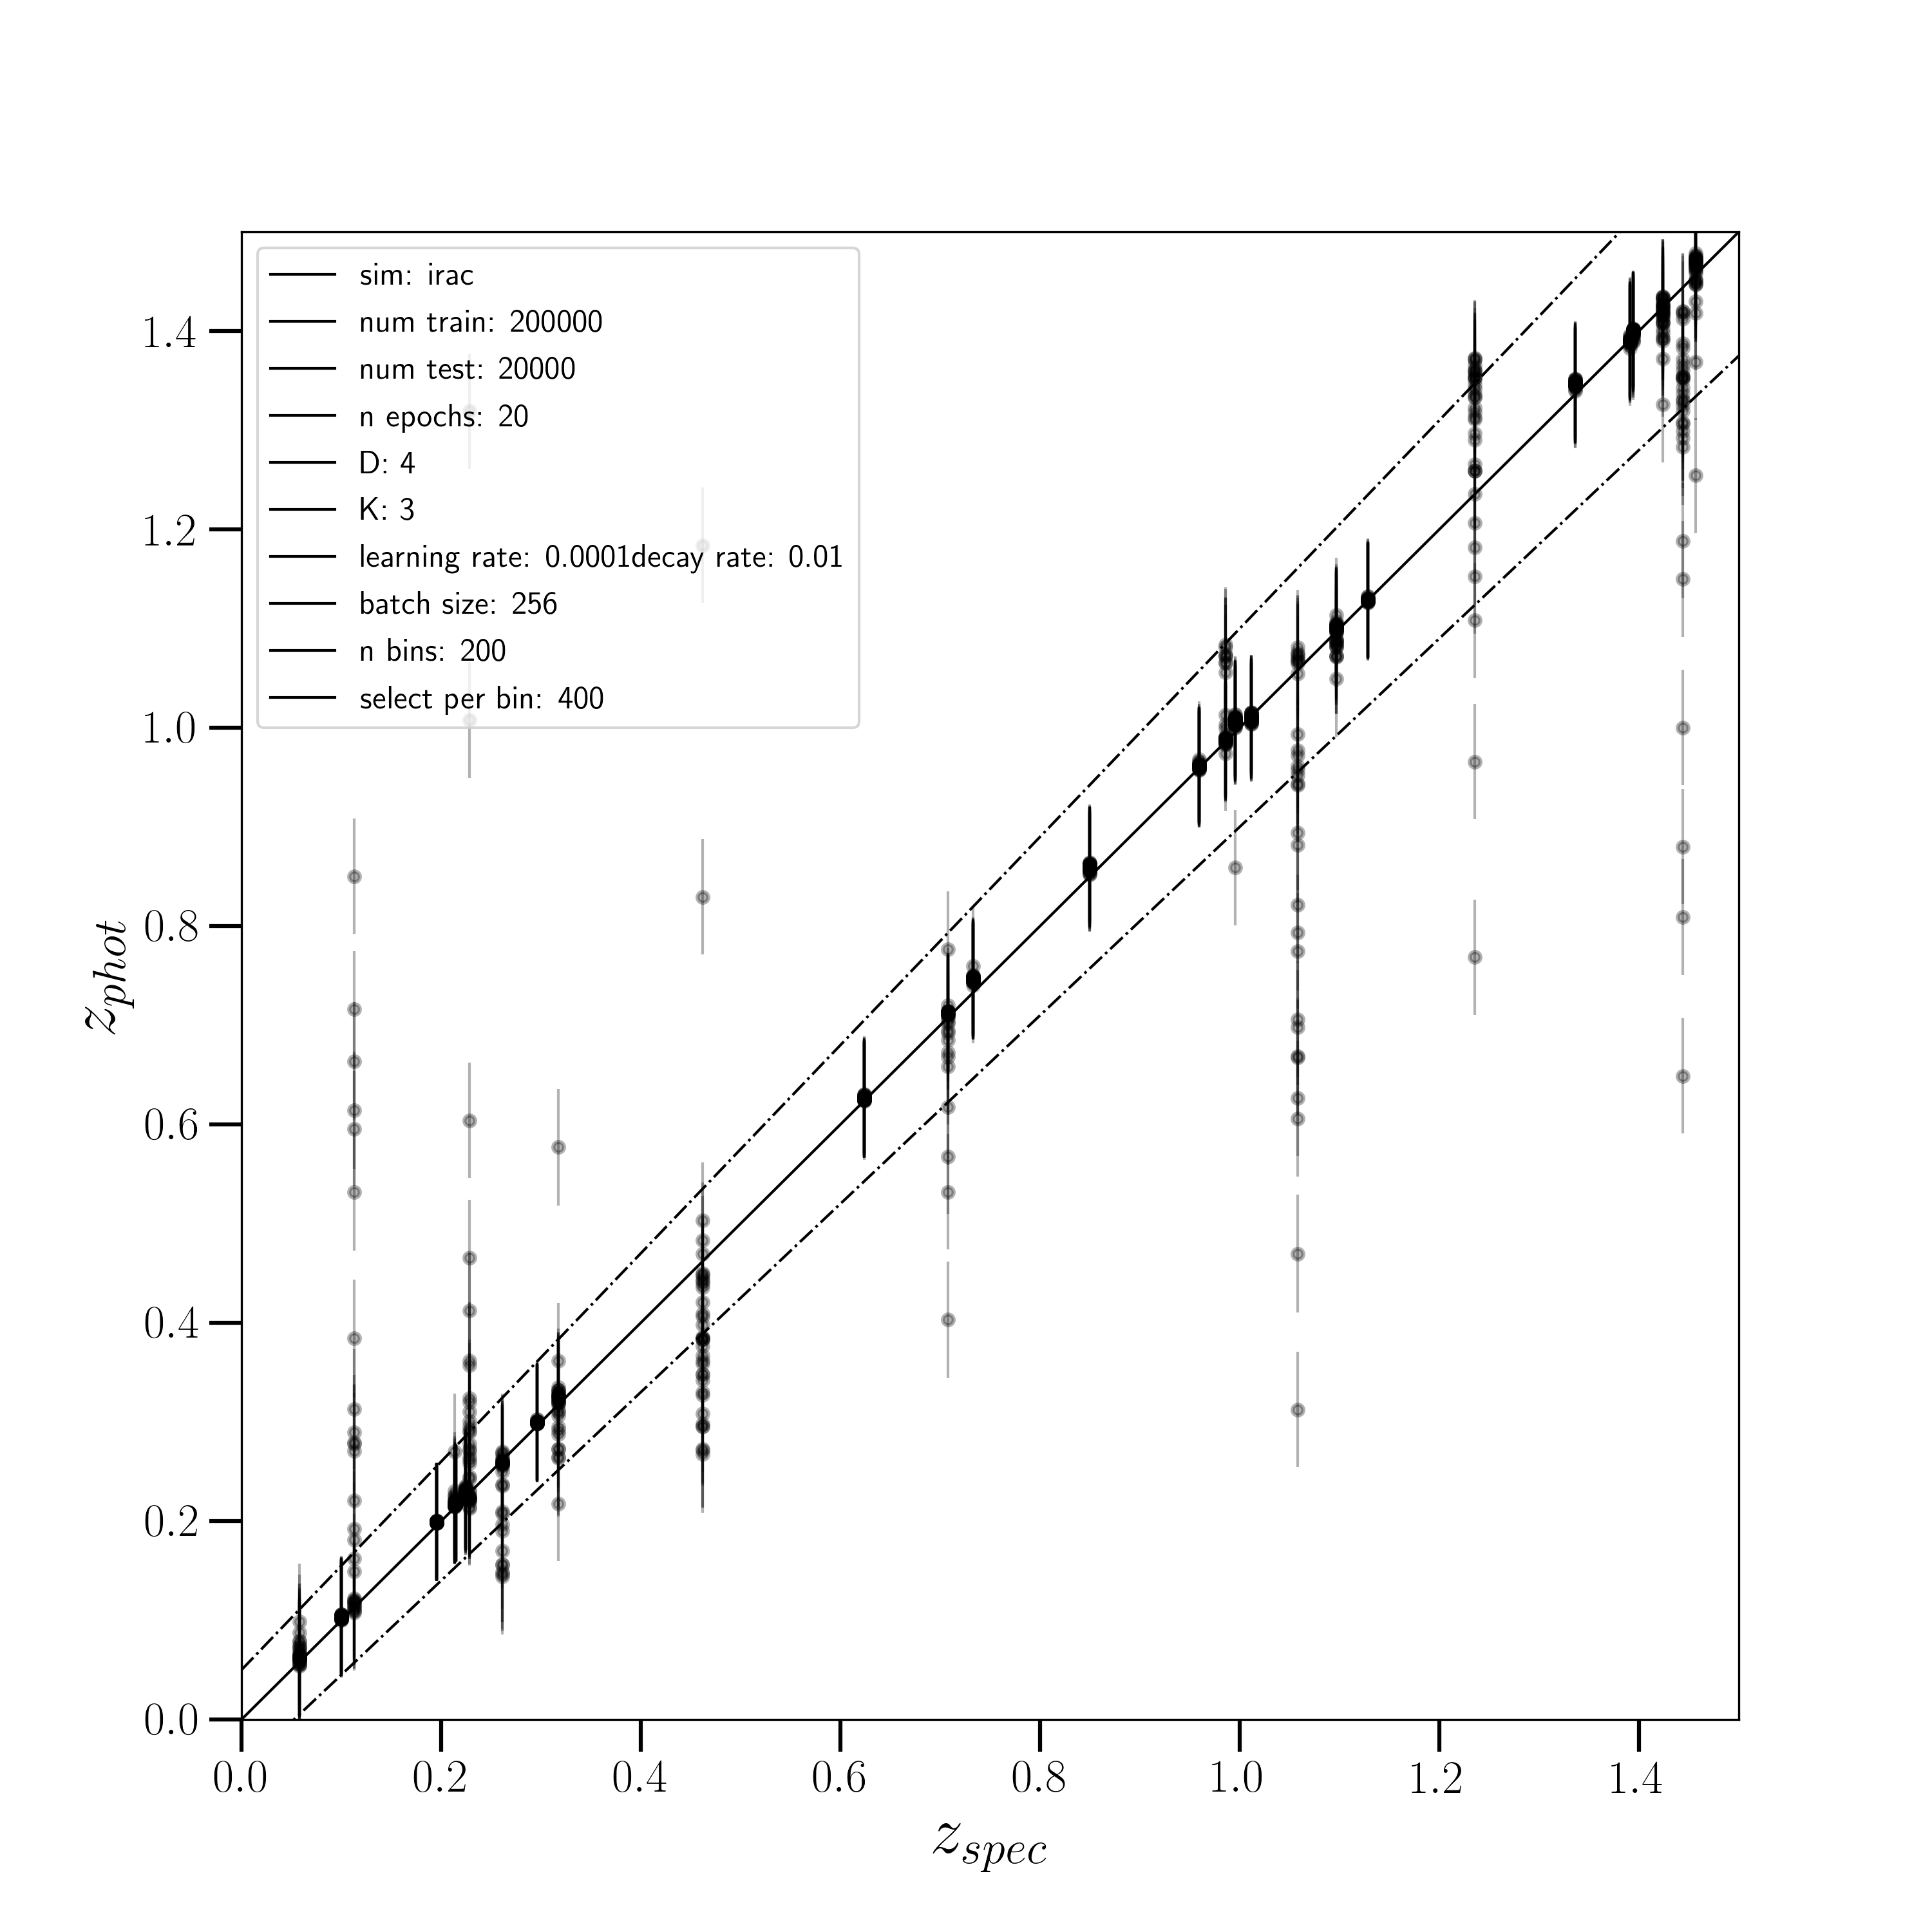 sim: irac
num train: 200000
num test: 20000
n epochs: 20
D: 4
K: 3
learning rate: 0.0001decay rate: 0.01
batch size: 256
n bins: 200
select per bin: 400
1.4
1.2
1.0
0.8
0.6
0.4
0.2
0.0
z_phot
0.0 0.2 0.4 0.6 0.8 1.0 1.2 1.4
z_spec